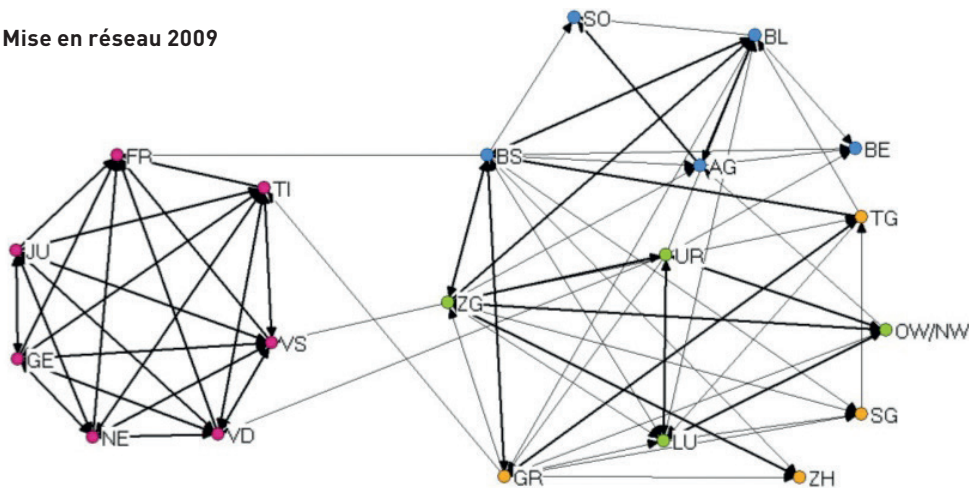 Mise en réseau 2009
SO
BL
FR
BS
BE
AG
TI
TG
JU
UR
ZG
OW/NW
VS
GE
SG
VD
NE
LU
GR
ZH